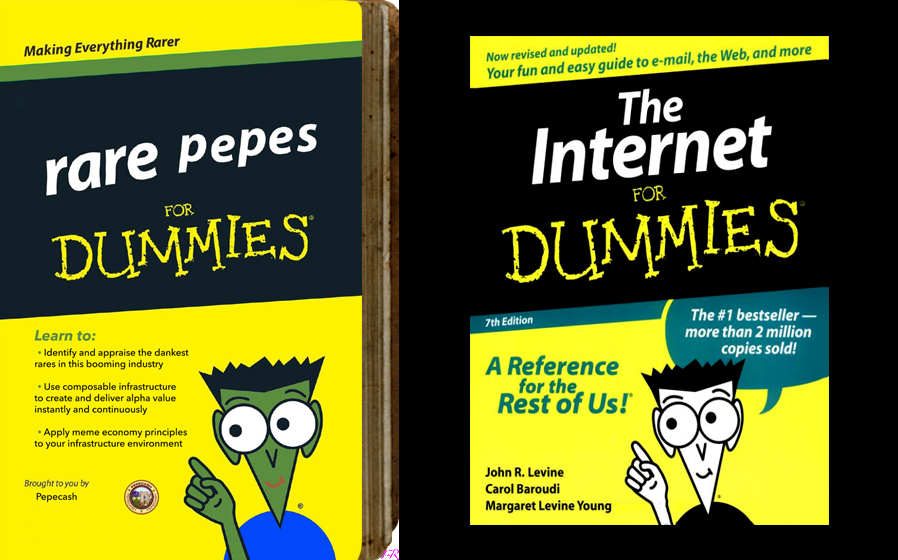 Making Everything Rarer
rare pepes
FOR
DUMMIES®
Learn to:
• Identify and appraise the dankest
rares in this booming industry
• Use composable infrastructure
to create and deliver alpha value
instantly and continuously
• Apply meme economy principles
to your infrastructure environment
Brought to you by
Pepecash
®
Now revised and updated!
Your fun and easy guide to e-mail, the Web, and more
The
Internet
FOR
DUMMIES®
7th Edition
The #1 bestseller —
more than 2 million
copies sold!
A Reference
for the
Rest of Us!®
John R. Levine
Carol Baroudi
Margaret Levine Young